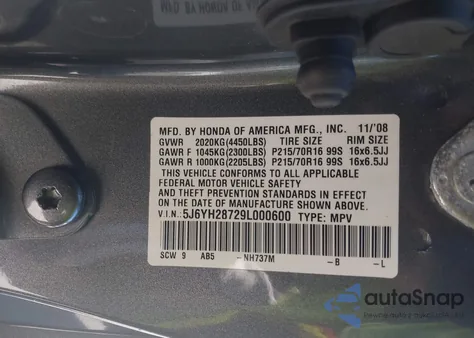 MFD. BY HONDA OF AMERICA MFG., INC. 11/'08
GVWR 2020KG(4450LBS) TIRE SIZE RIM SIZE
GAWR F 1045KG(2300LBS) P215/70R16 99S 16x6.5JJ
GAWR R 1000KG(2205LBS) P215/70R16 99S 16x6.5JJ
THIS VEHICLE CONFORMS TO ALL APPLICABLE
FEDERAL MOTOR VEHICLE SAFETY
AND THEFT PREVENTION STANDARDS IN EFFECT
ON THE DATE OF MANUFACTURE SHOWN ABOVE.
V.I.N.: 5J6YH28729L000600 TYPE: MPV
SCW 9 AB5 -NH737M -B -L
autoSnap